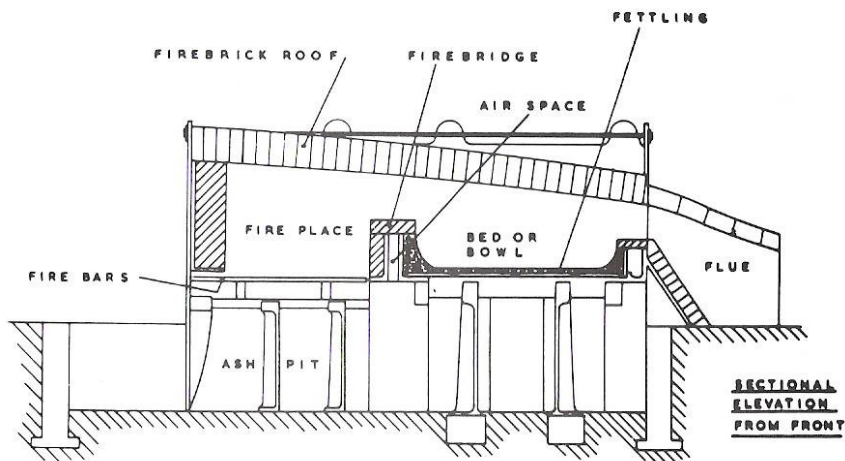 FETTLING
FIREBRICK ROOF
FIREBRIDGE
AIR SPACE
FIRE PLACE
BED OR
BOWL
FLUE
FIRE BARS
ASH PIT
SECTIONAL
ELEVATION
FROM FRONT